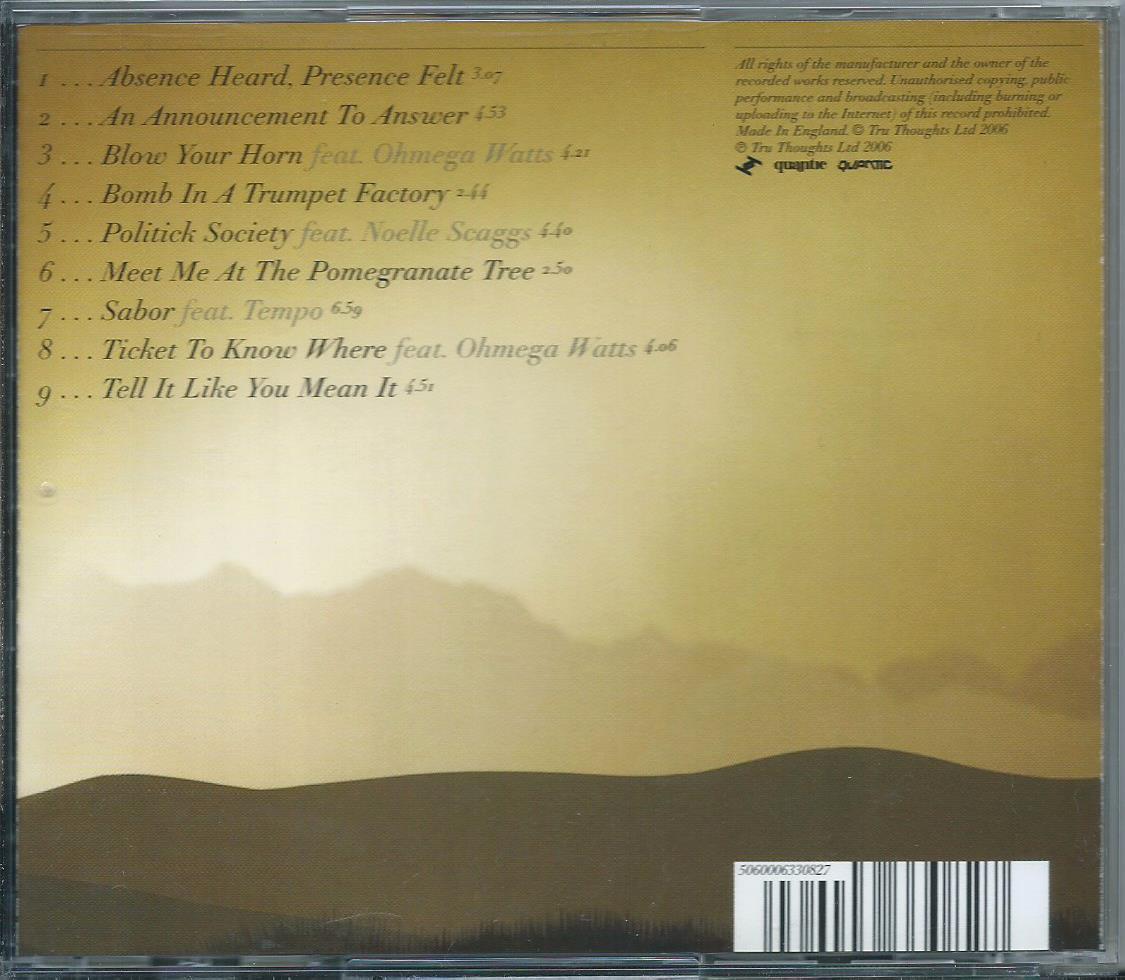 1 ... Absence Heard, Presence Felt 3.07
2 ... An Announcement To Answer 4.53
3 ... Blow Your Horn feat. Ohmega Watts 4.21
4 ... Bomb In A Trumpet Factory 2.44
5 ... Politick Society feat. Noelle Scaggs 4.40
6 ... Meet Me At The Pomegranate Tree 2.50
7 ... Sabor feat. Tempo 6.59
8 ... Ticket To Know Where feat. Ohmega Watts 4.06
9 ... Tell It Like You Mean It 4.51
All rights of the manufacturer and the owner of the
recorded works reserved. Unauthorised copying, public
performance and broadcasting (including burning or
uploading to the Internet) of this record prohibited.
Made In England. © Tru Thoughts Ltd 2006
℗ Tru Thoughts Ltd 2006
quantic QUANTIC
5060006330827